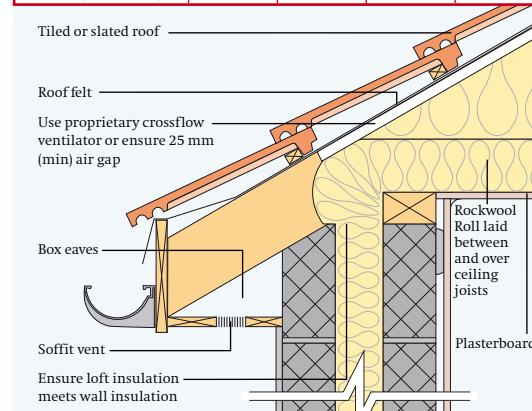 Tiled or slated roof
Roof felt
Use proprietary crossflow
ventilator or ensure 25 mm
(min) air gap
Box eaves
Soffit vent
Ensure loft insulation
meets wall insulation
Rockwool
Roll laid
between
and over
ceiling
joists
Plasterboard